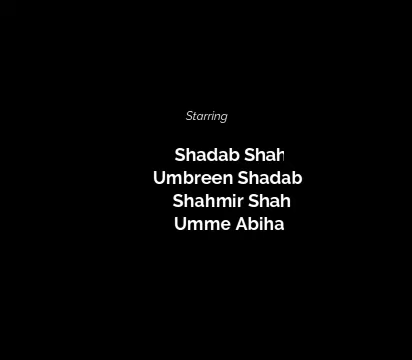 Starring
Shadab Shah
Umbreen Shadab
Shahmir Shah
Umme Abiha